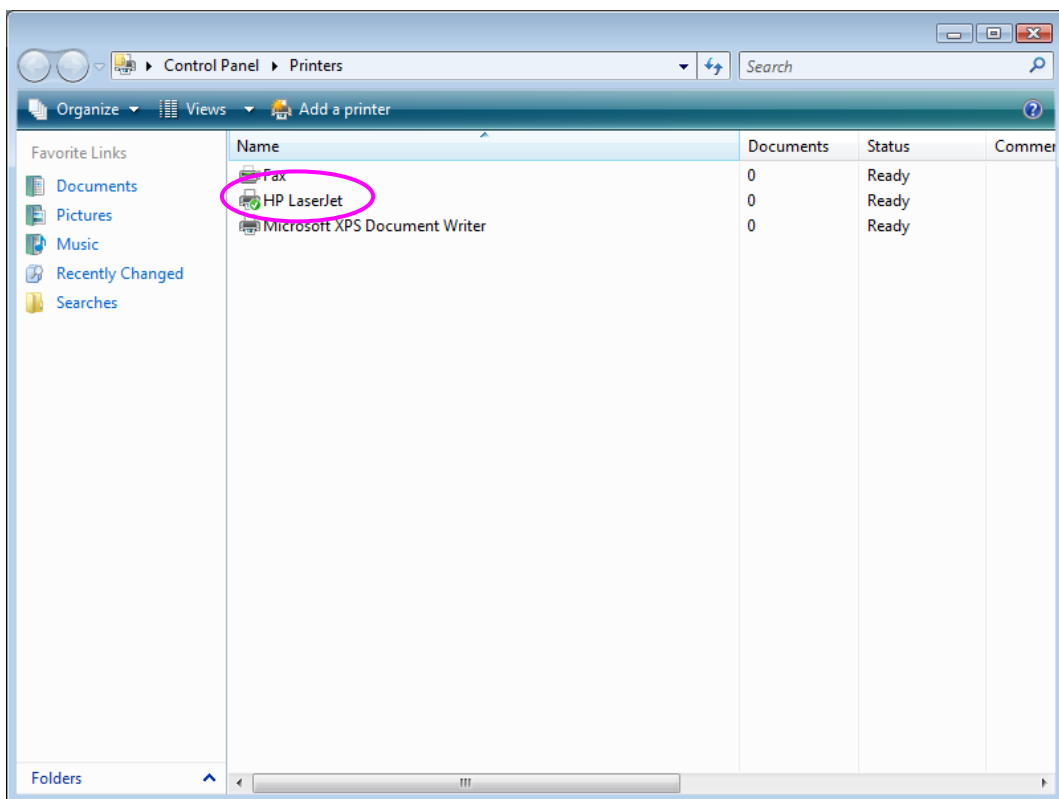 Control Panel Printers
Search
Organize Views Add a printer
Favorite Links
Documents
Pictures
Music
Recently Changed
Searches
Folders
Name Documents Status Commer
Fax 0 Ready
HP LaserJet 0 Ready
Microsoft XPS Document Writer 0 Ready